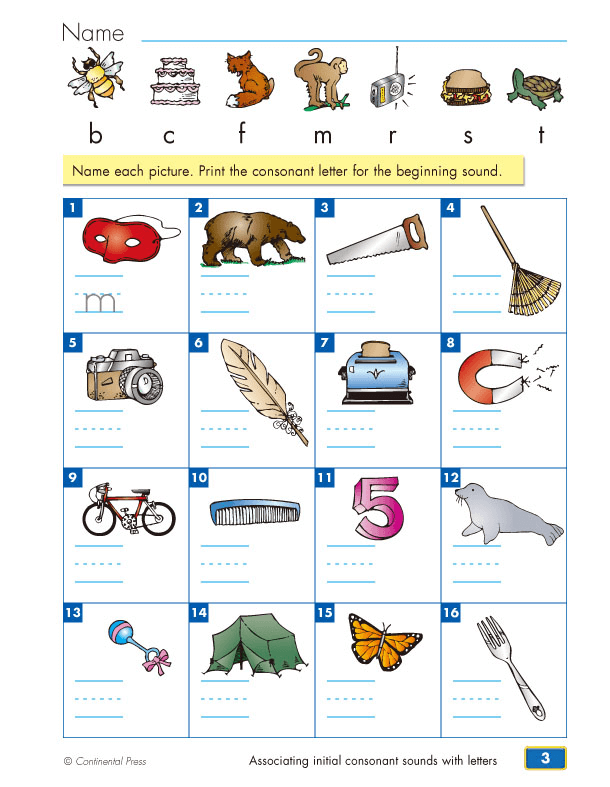 Name
b c f m r s t
Name each picture. Print the consonant letter for the beginning sound.
1 2 3 4
m
5 6 7 8
9 10 11 12
5
13 14 15 16
© Continental Press Associating initial consonant sounds with letters 3